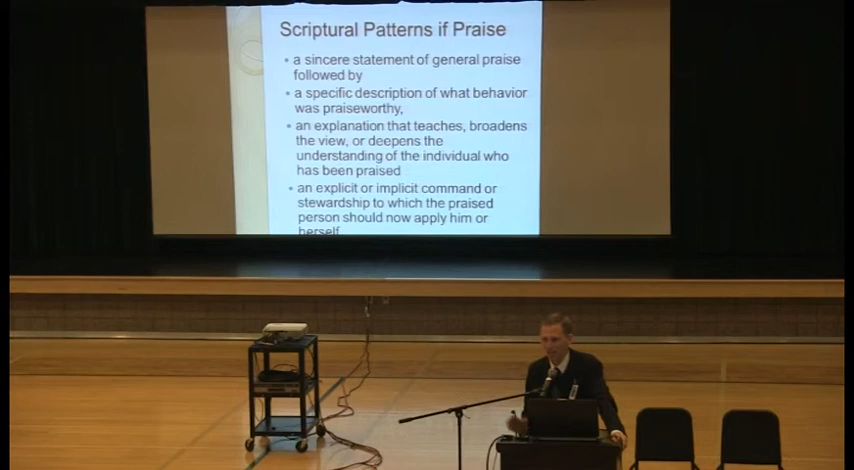 Scriptural Patterns if Praise
• a sincere statement of general praise
followed by
• a specific description of what behavior
was praiseworthy,
• an explanation that teaches, broadens
the view, or deepens the
understanding of the individual who
has been praised
• an explicit or implicit command or
stewardship to which the praised
person should now apply him or
herself